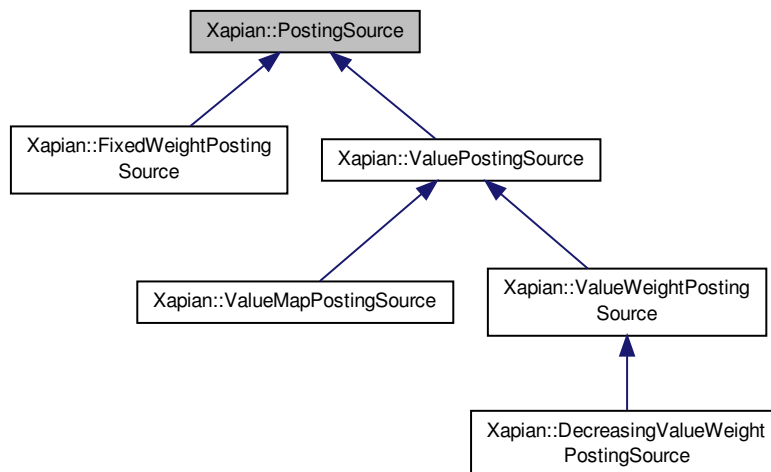 Xapian::PostingSource
Xapian::FixedWeightPosting
Source
Xapian::ValuePostingSource
Xapian::ValueMapPostingSource
Xapian::ValueWeightPosting
Source
Xapian::DecreasingValueWeight
PostingSource